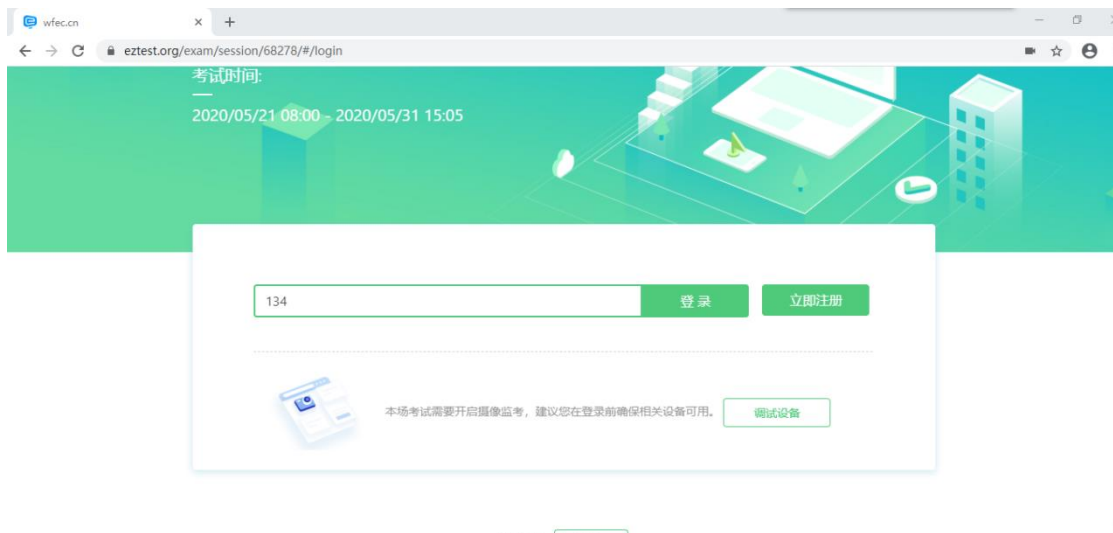 wfec.cn
eztest.org/exam/session/68278/#/login
考试时间:
2020/05/21 08:00 - 2020/05/31 15:05
134
登 录
立即注册
本场考试需要开启摄像监考，建议您在登录前确保相关设备可用。
调试设备